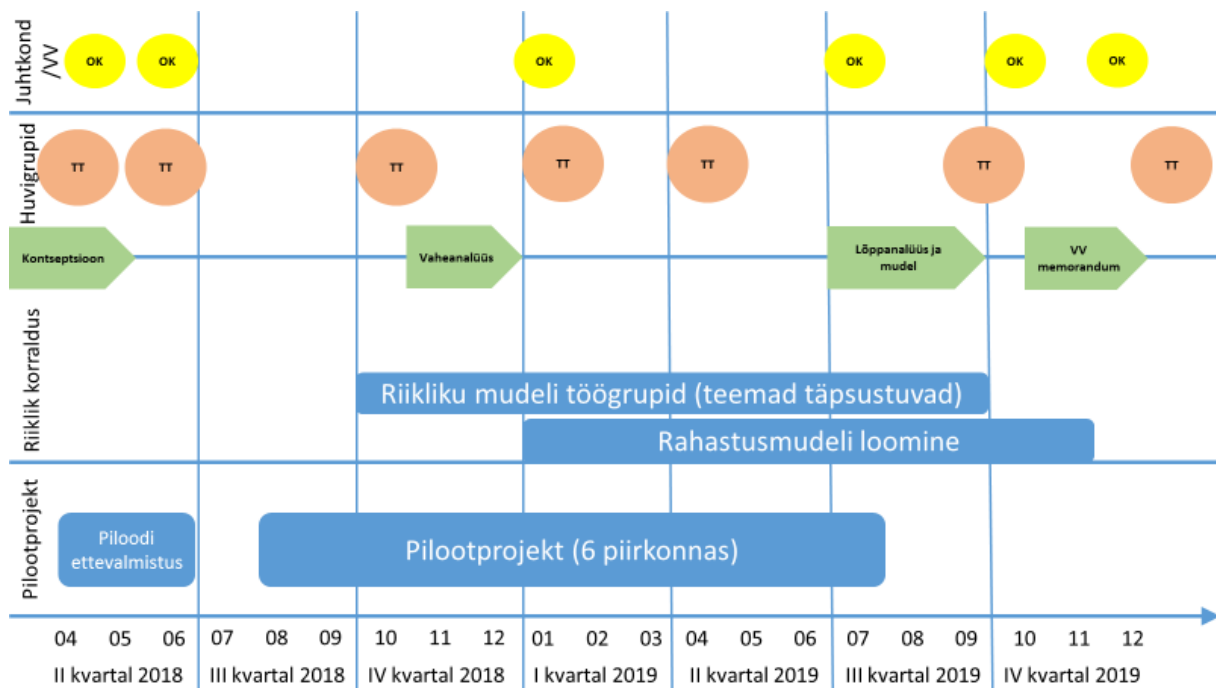 Juhtkond
/VV
OK
OK
OK
OK
OK
OK
Huvigrupid
TT
TT
TT
TT
TT
TT
TT
Kontseptsioon
Vaheanalüüs
Lõppanalüüs ja
mudel
VV
memorandum
Riiklik korraldus
Riikliku mudeli töögrupid (teemad täpsustuvad)
Rahastusmudeli loomine
Pilootprojekt
Piloodi
ettevalmistus
Pilootprojekt (6 piirkonnas)
04 05 06 07 08 09 10 11 12 01 02 03 04 05 06 07 08 09 10 11 12
II kvartal 2018 III kvartal 2018 IV kvartal 2018 I kvartal 2019 II kvartal 2019 III kvartal 2019 IV kvartal 2019